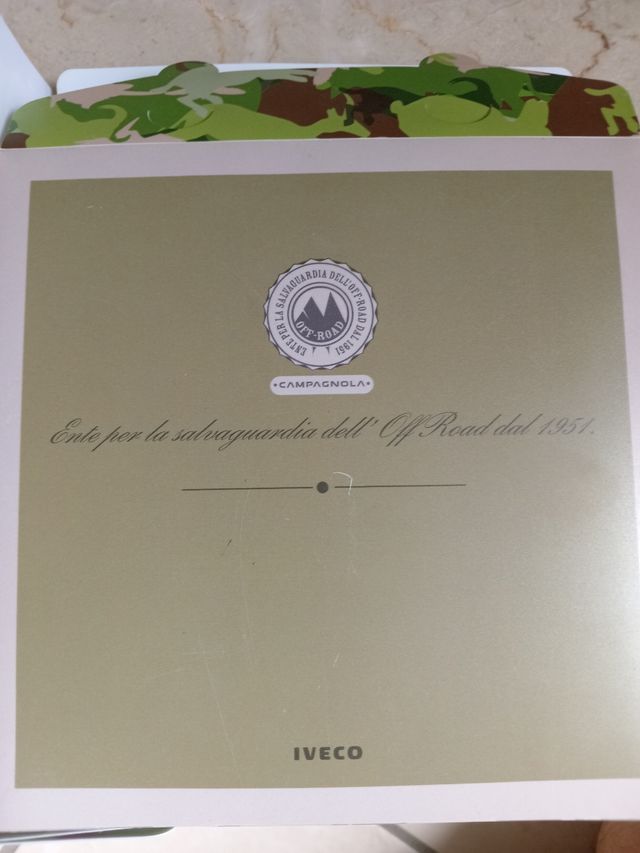 ENTE PER LA SALVAGUARDIA DELL'OFF-ROAD DAL 1951
OFF-ROAD
•CAMPAGNOLA•
Ente per la salvaguardia dell' Off Road dal 1951.
IVECO